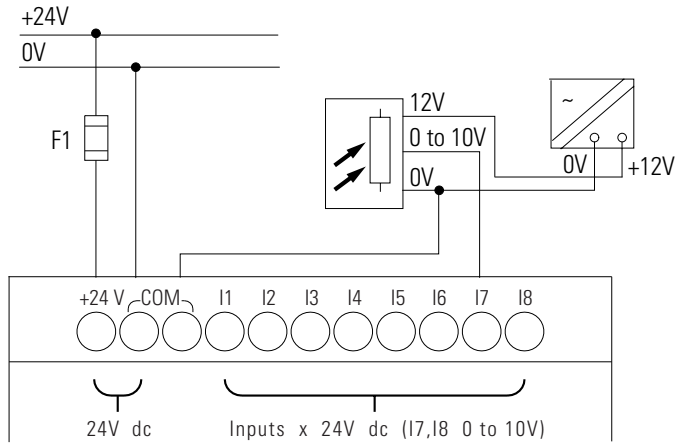 +24V
0V
F1
12V
0 to 10V
0V
~
0V
+12V
+24 V COM I1 I2 I3 I4 I5 I6 I7 I8
24V dc
Inputs x 24V dc (I7,I8 0 to 10V)